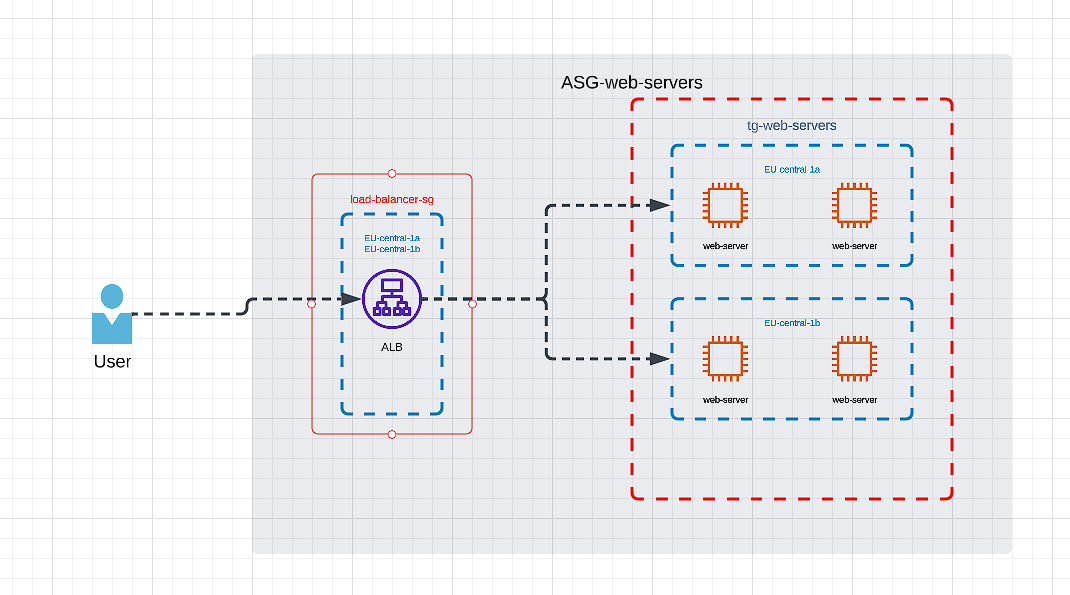 ASG-web-servers
tg-web-servers
EU central 1a
web-server
web-server
load-balancer-sg
EU-central-1a
EU-central-1b
ALB
User
EU-central-1b
web-server
web-server